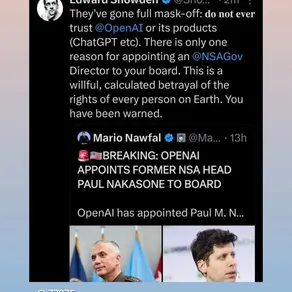 Edward Snowden @Sno... · 2m
They've gone full mask-off: do not ever
trust @OpenAI or its products
(ChatGPT etc). There is only one
reason for appointing an @NSAGov
Director to your board. This is a
willful, calculated betrayal of the
rights of every person on Earth. You
have been warned.
Mario Nawfal @Ma... · 13h
🚨🇺🇸BREAKING: OPENAI
APPOINTS FORMER NSA HEAD
PAUL NAKASONE TO BOARD
OpenAI has appointed Paul M. N...